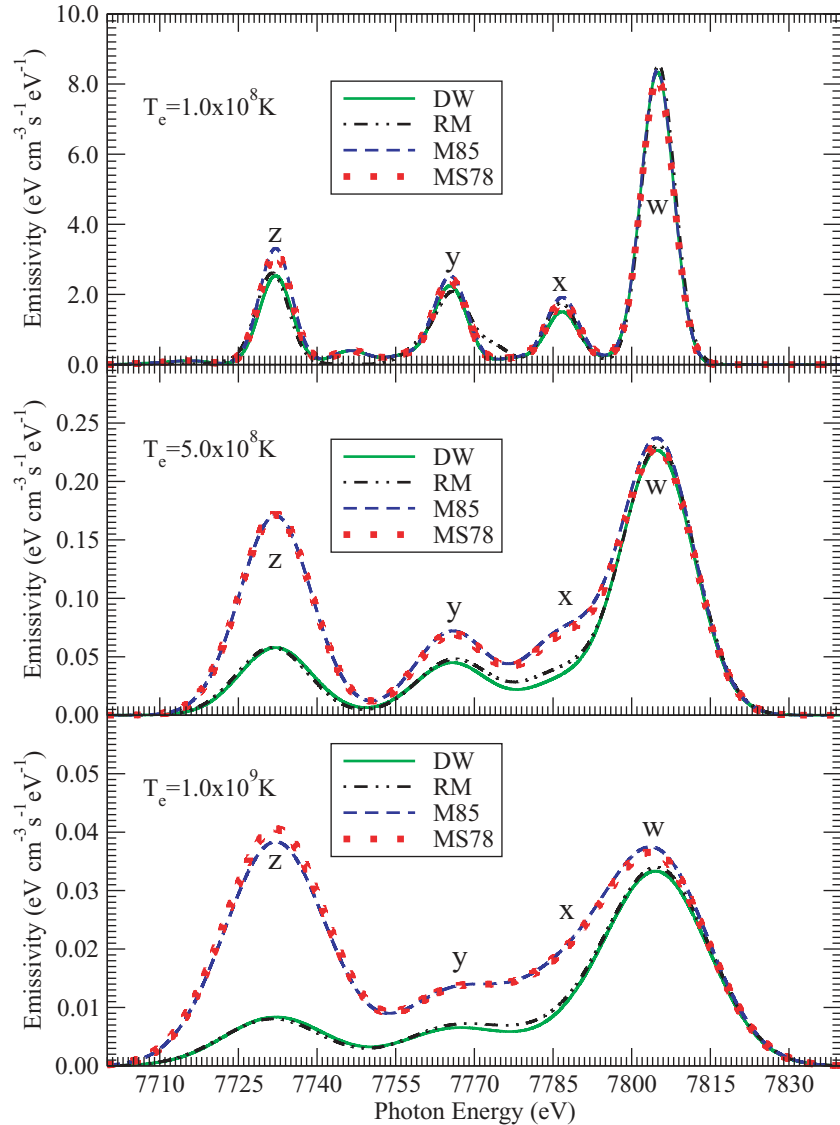 10.0
8.0
6.0
4.0
2.0
0.0
Emissivity (eV cm⁻³ s⁻¹ eV⁻¹)
Tₑ=1.0x10⁸K
DW
RM
M85
MS78
z
y
x
w
0.25
0.20
0.15
0.10
0.05
0.00
Emissivity (eV cm⁻³ s⁻¹ eV⁻¹)
Tₑ=5.0x10⁸K
DW
RM
M85
MS78
z
y
x
w
0.05
0.04
0.03
0.02
0.01
0.00
Emissivity (eV cm⁻³ s⁻¹ eV⁻¹)
Tₑ=1.0x10⁹K
DW
RM
M85
MS78
z
y
x
w
7710 7725 7740 7755 7770 7785 7800 7815 7830
Photon Energy (eV)